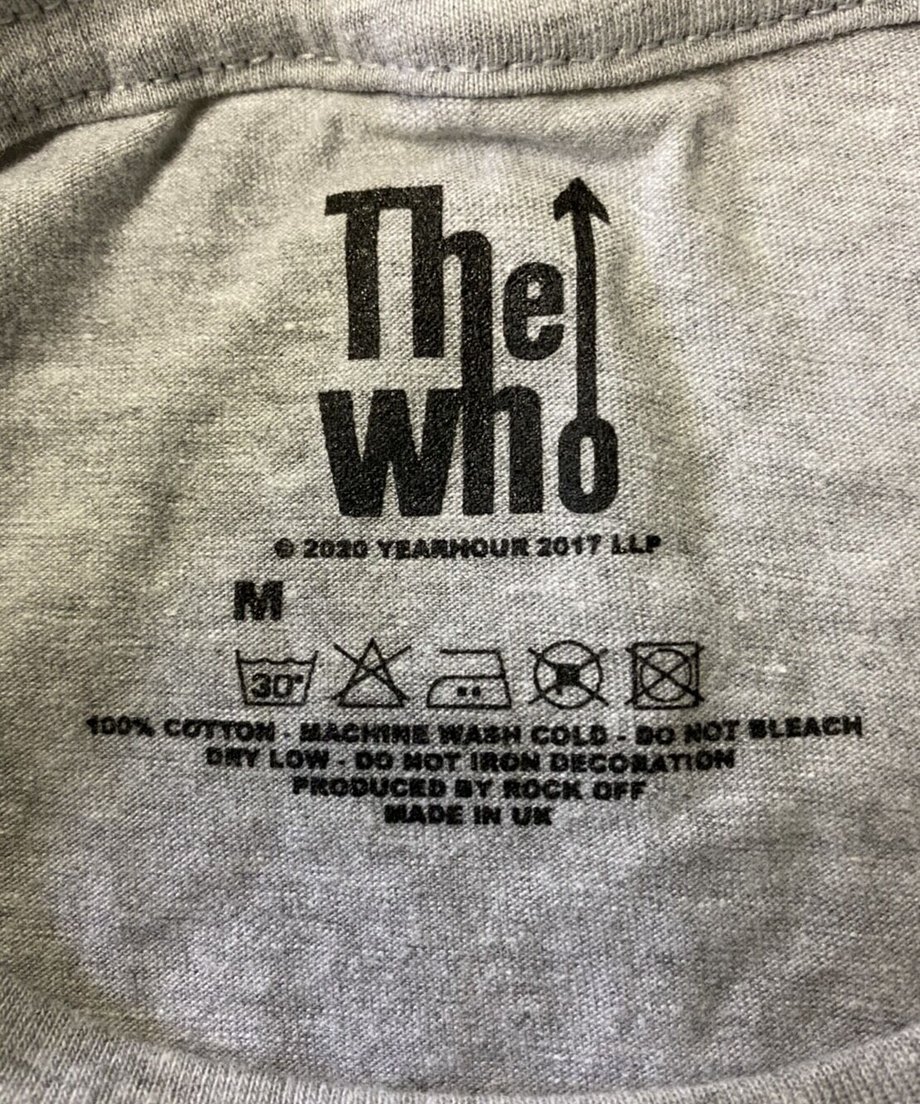 The
who
© 2020 YEARHOUR 2017 LLP
M
30°
100% COTTON - MACHINE WASH COLD - DO NOT BLEACH
DRY LOW - DO NOT IRON DECORATION
PRODUCED BY ROCK OFF
MADE IN UK